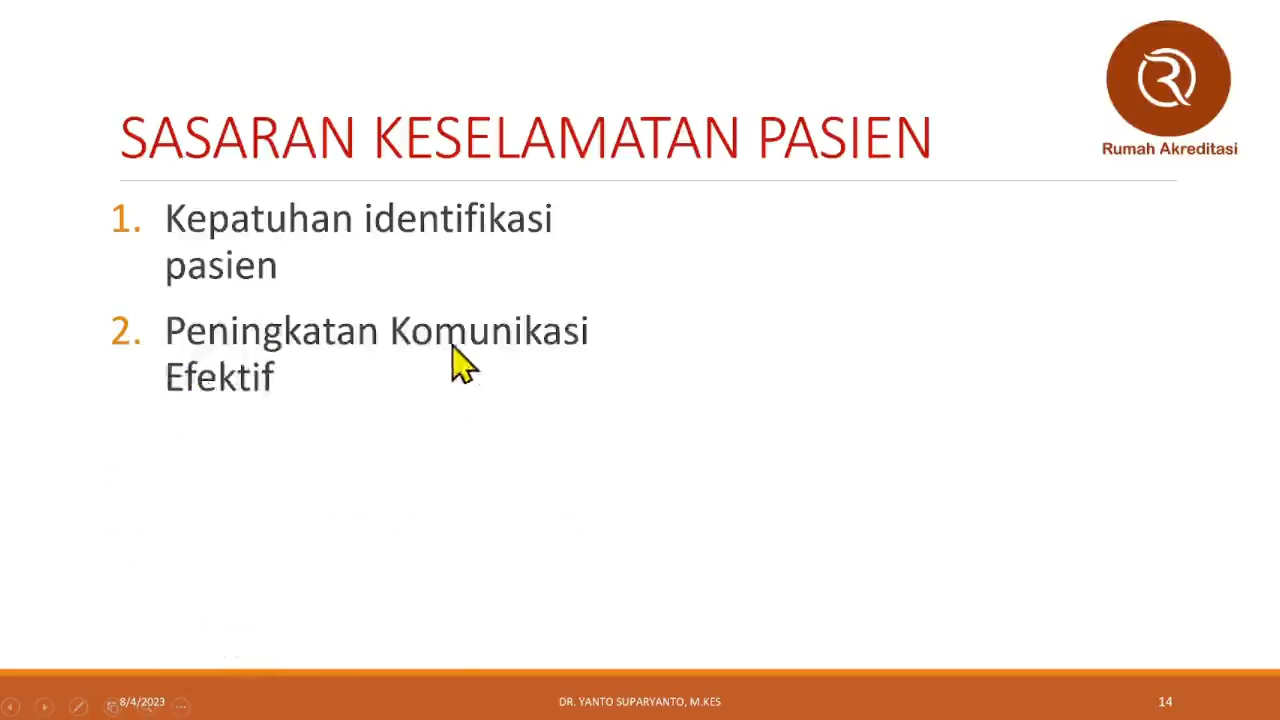 Rumah Akreditasi
SASARAN KESELAMATAN PASIEN
1. Kepatuhan identifikasi
pasien
2. Peningkatan Komunikasi
Efektif
8/4/2023
DR. YANTO SUPARYANTO, M.KES
14